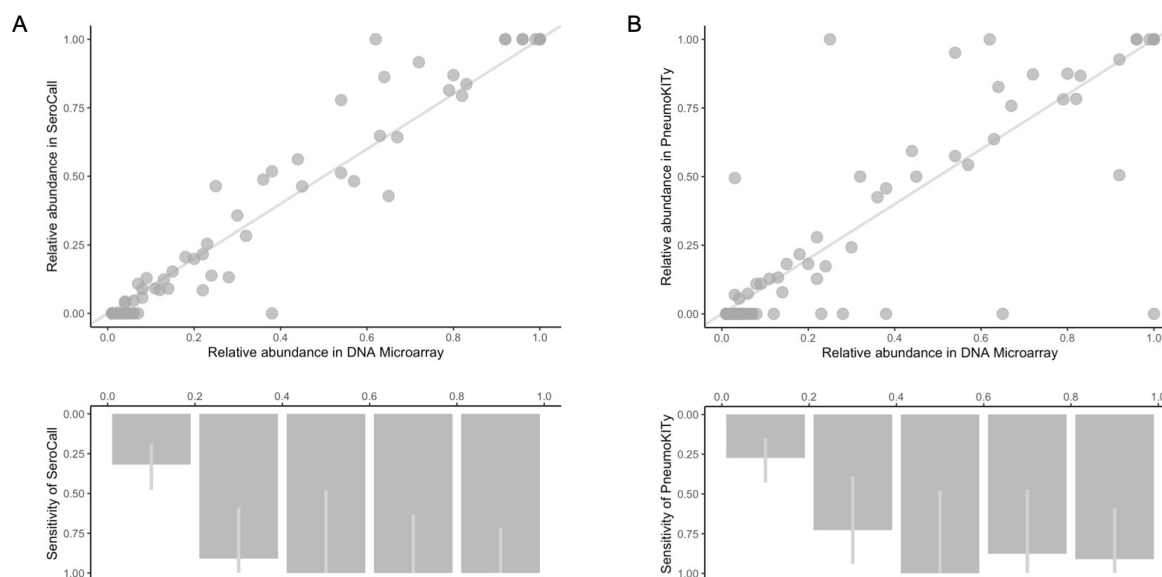 A
Relative abundance in SeroCall
1.00
0.75
0.50
0.25
0.00
0.0 0.2 0.4 0.6 0.8 1.0
Relative abundance in DNA Microarray
0.2 0.4 0.6 0.8 1.0
Sensitivity of SeroCall
0.00
0.25
0.50
0.75
1.00
B
Relative abundance in PneumoKITy
1.00
0.75
0.50
0.25
0.00
0.0 0.2 0.4 0.6 0.8 1.0
Relative abundance in DNA Microarray
0.2 0.4 0.6 0.8 1.0
Sensitivity of PneumoKITy
0.00
0.25
0.50
0.75
1.00